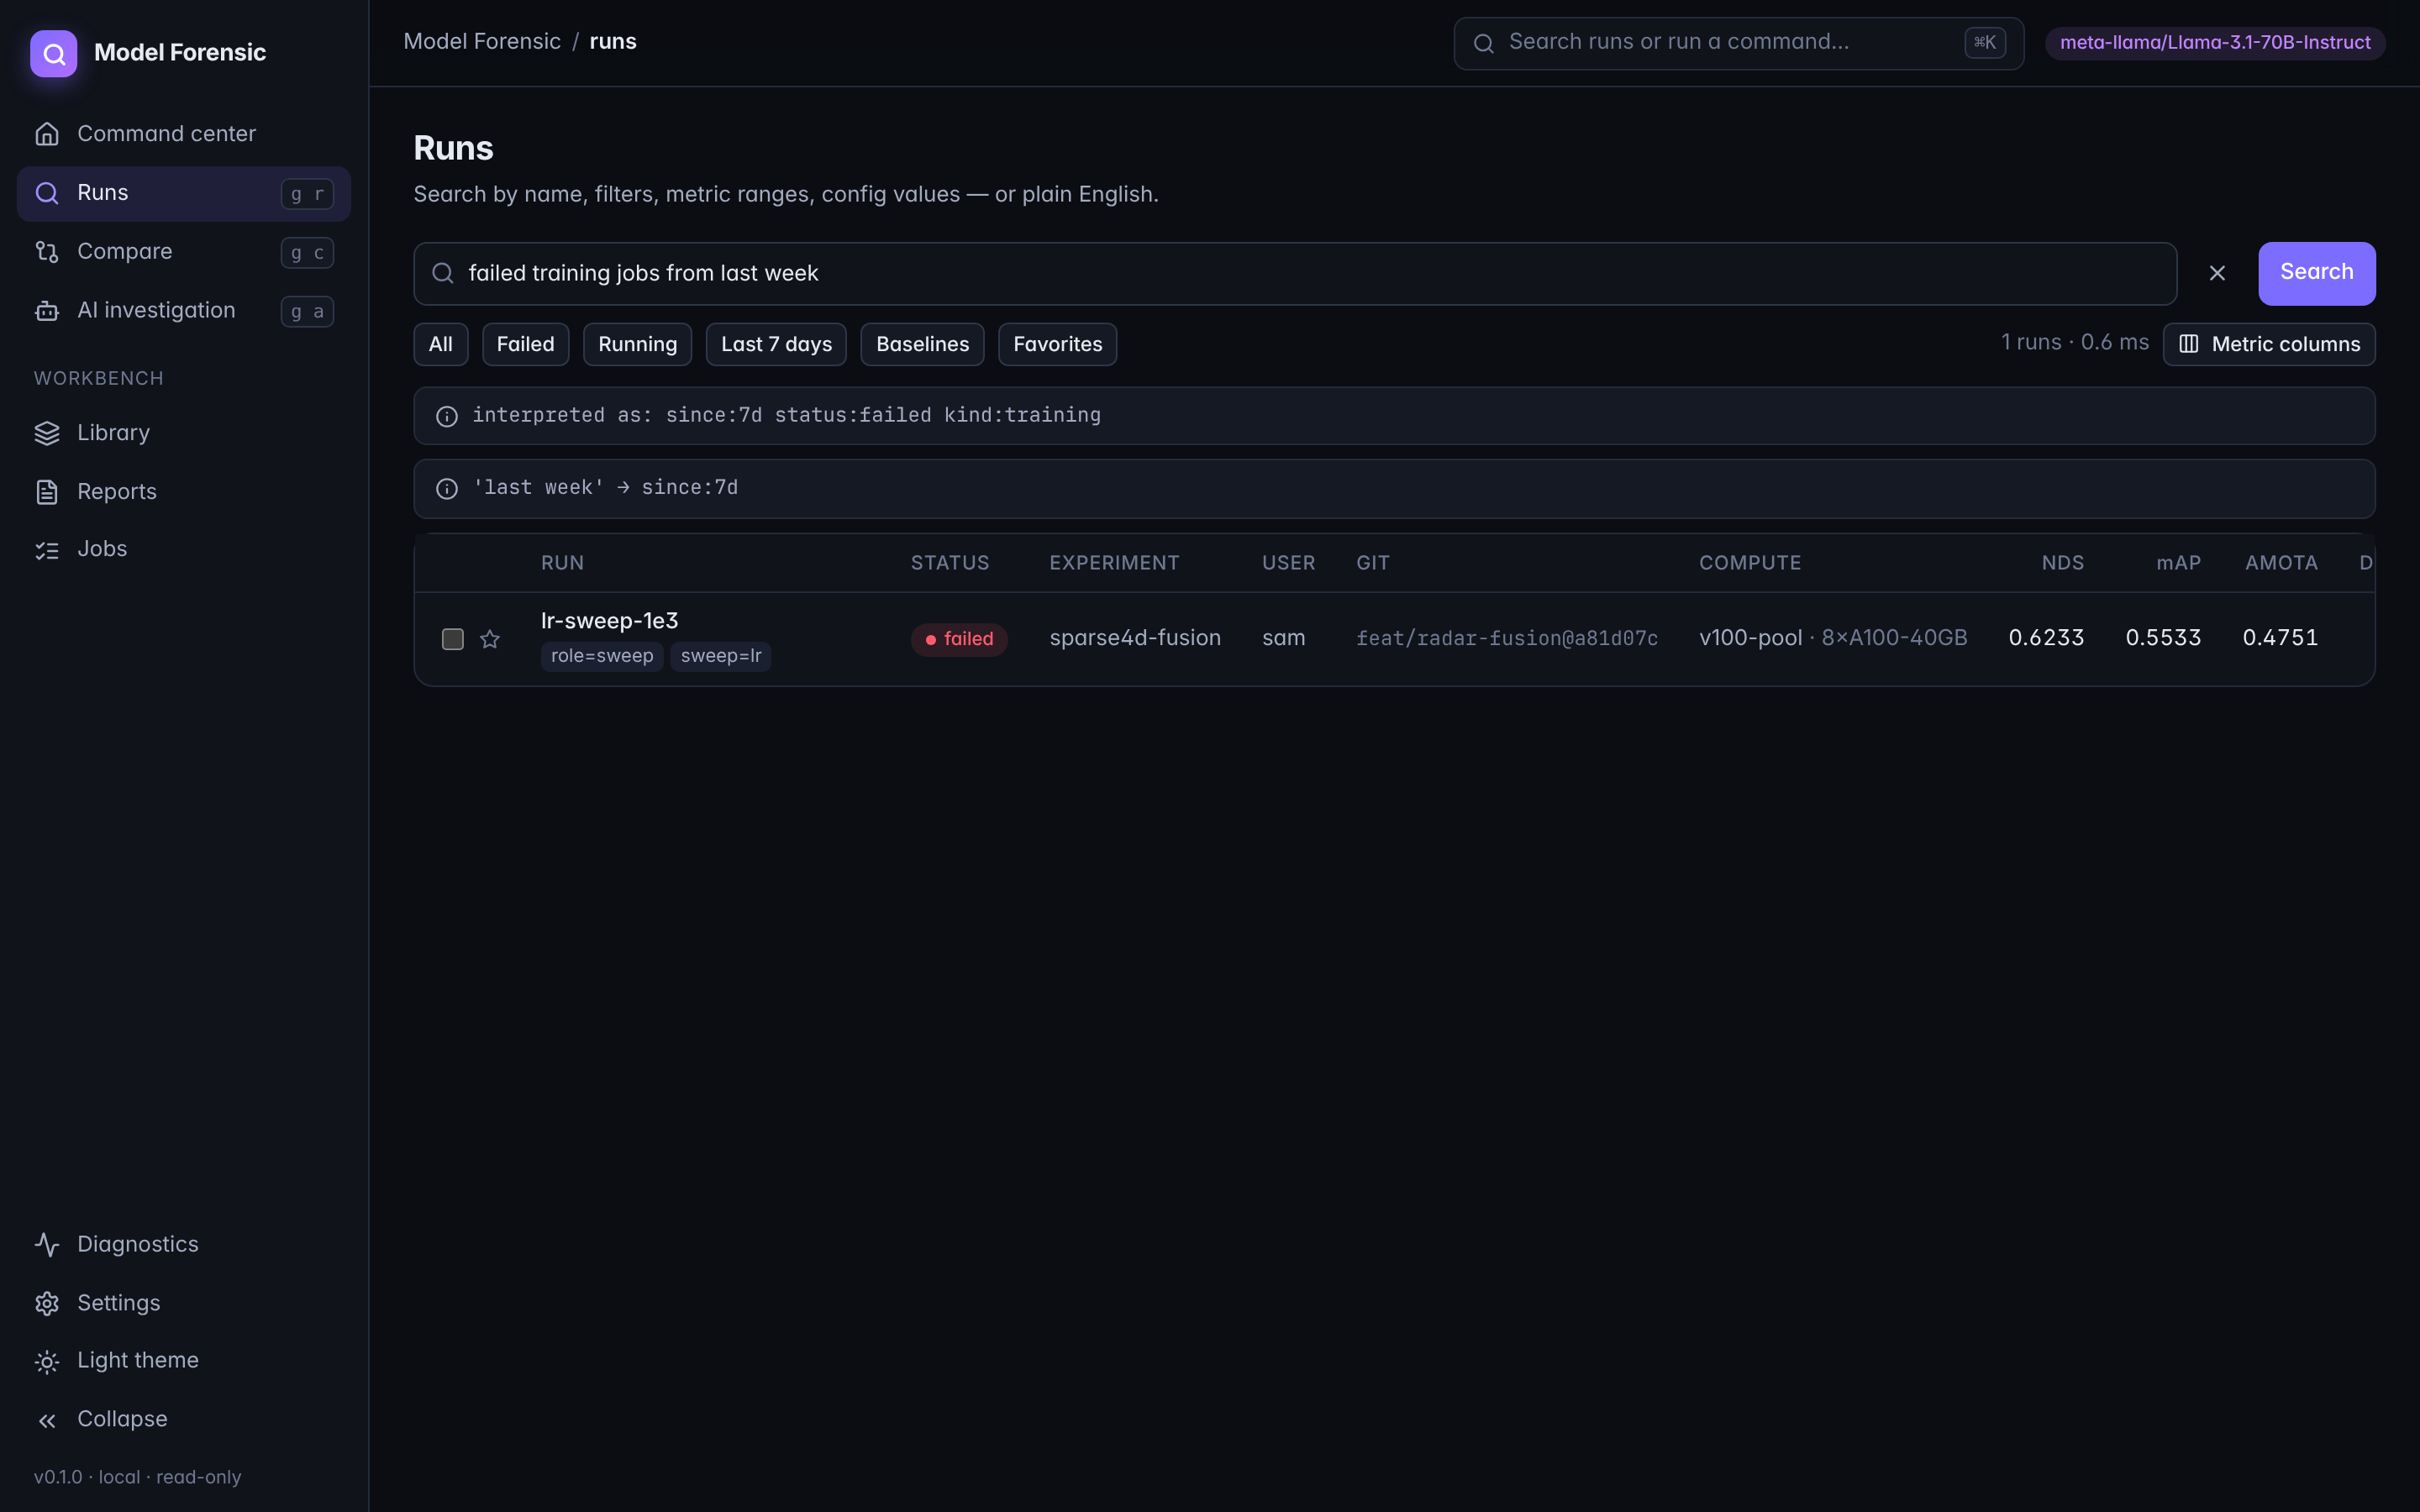 Model Forensic
Command center
Runs g r
Compare g c
AI investigation g a
WORKBENCH
Library
Reports
Jobs
Diagnostics
Settings
Light theme
Collapse
v0.1.0 · local · read-only
Model Forensic / runs
Search runs or run a command... ⌘K
meta-llama/Llama-3.1-70B-Instruct
Runs
Search by name, filters, metric ranges, config values — or plain English.
failed training jobs from last week
Search
All Failed Running Last 7 days Baselines Favorites
1 runs · 0.6 ms Metric columns
interpreted as: since:7d status:failed kind:training
'last week' → since:7d
RUN STATUS EXPERIMENT USER GIT COMPUTE NDS mAP AMOTA D
lr-sweep-1e3
role=sweep sweep=lr
failed sparse4d-fusion sam feat/radar-fusion@a81d07c v100-pool · 8×A100-40GB 0.6233 0.5533 0.4751